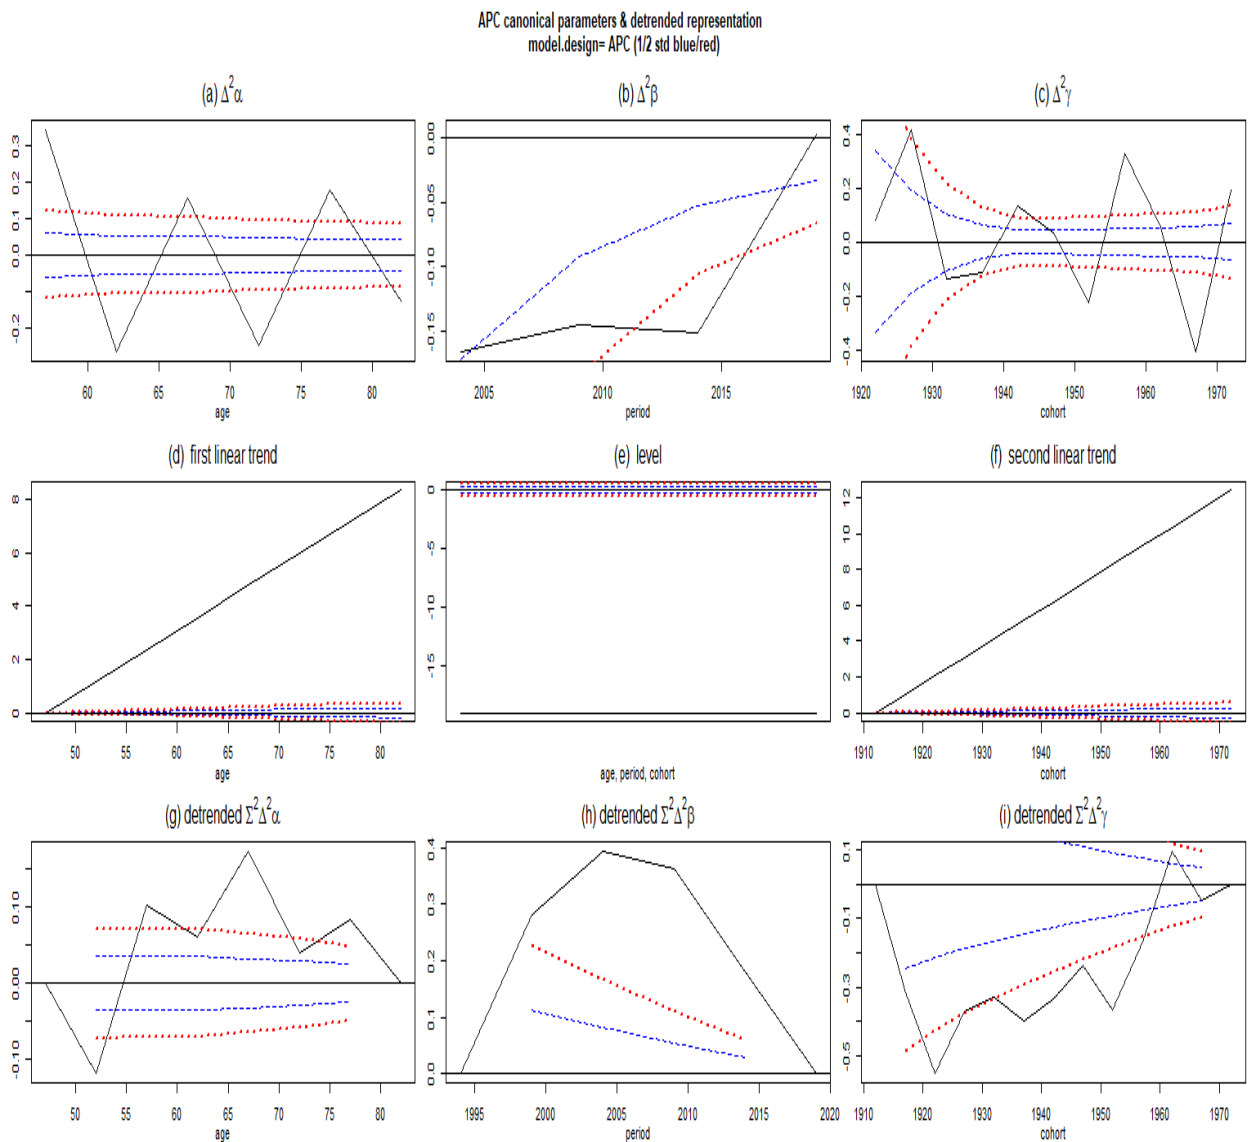 APC canonical parameters & detrended representation
model.design= APC (1/2 std blue/red)
(a) Δ²α
0.3
0.2
0.1
0.0
-0.2
60 65 70 75 80
age
(b) Δ²β
0.00
-0.05
-0.10
-0.15
2005 2010 2015
period
(c) Δ²γ
0.4
0.2
0.0
-0.2
-0.4
1920 1930 1940 1950 1960 1970
cohort
(d) first linear trend
8
6
4
2
0
50 55 60 65 70 75 80
age
(e) level
0
-5
-10
-15
age, period, cohort
(f) second linear trend
12
10
8
6
4
2
0
1910 1920 1930 1940 1950 1960 1970
cohort
(g) detrended Σ²Δ²α
0.10
0.00
-0.10
50 55 60 65 70 75 80
age
(h) detrended Σ²Δ²β
0.4
0.3
0.2
0.1
0.0
1995 2000 2005 2010 2015 2020
period
(i) detrended Σ²Δ²γ
0.1
-0.1
-0.3
-0.5
1910 1920 1930 1940 1950 1960 1970
cohort